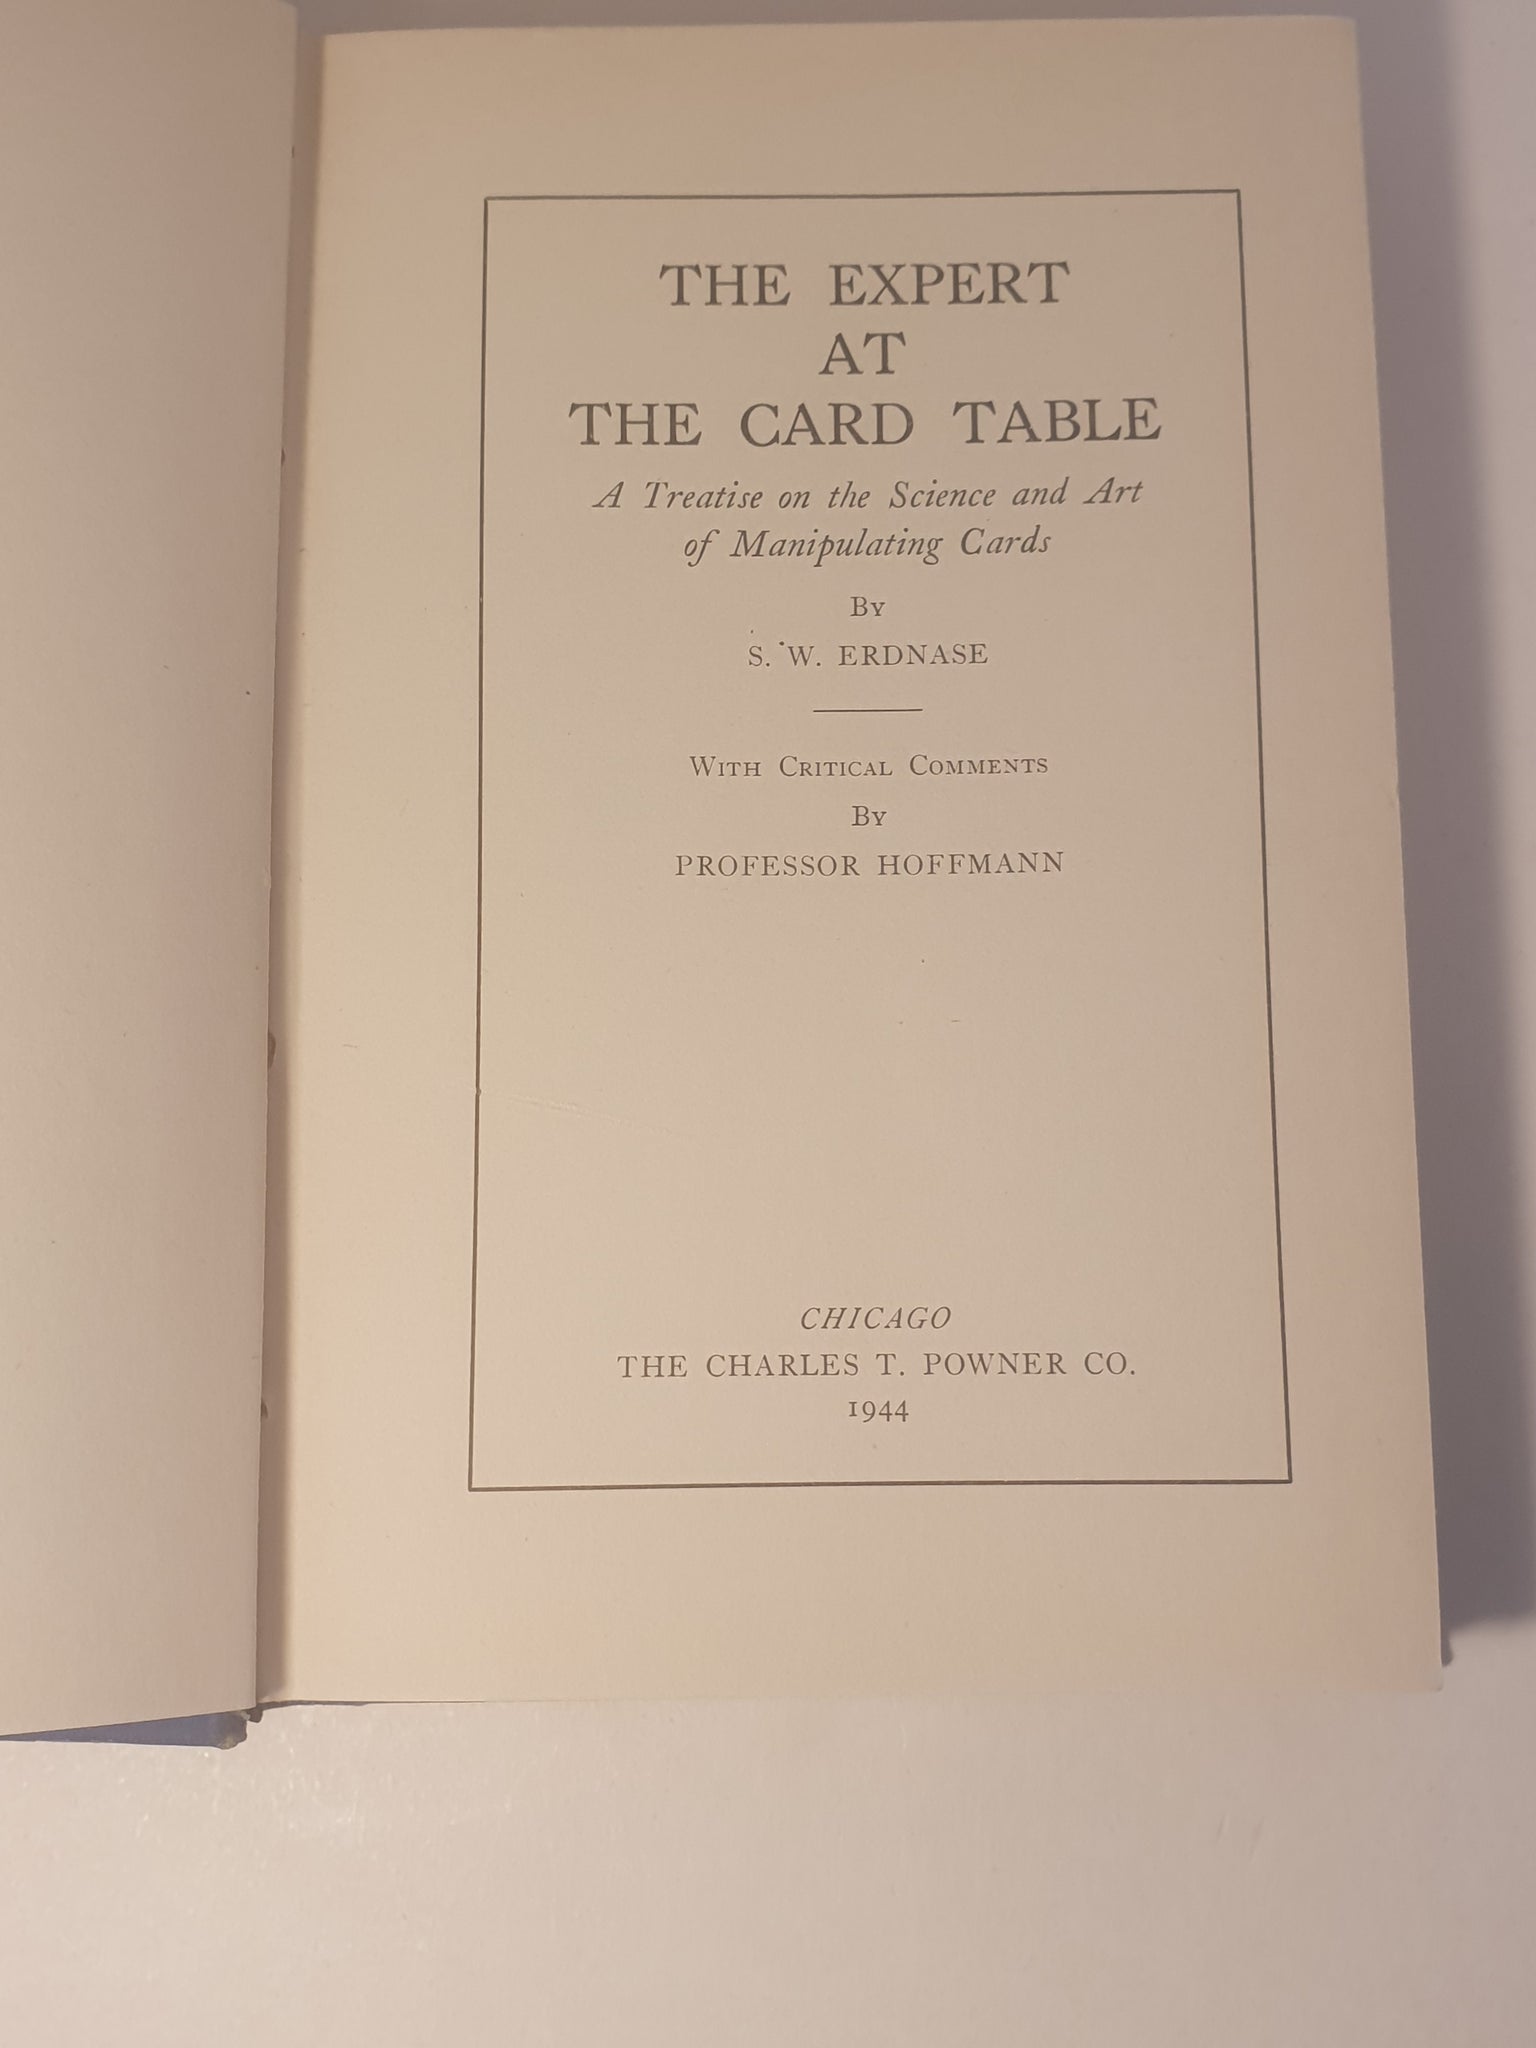 THE EXPERT
AT
THE CARD TABLE
A Treatise on the Science and Art
of Manipulating Cards
By
S. W. ERDNASE
With Critical Comments
By
PROFESSOR HOFFMANN
CHICAGO
THE CHARLES T. POWNER CO.
1944